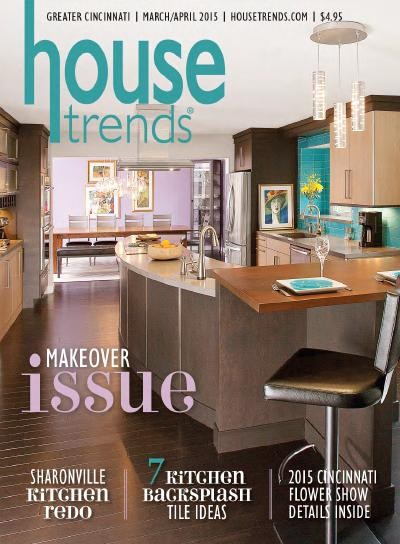 GREATER CINCINNATI | MARCH/APRIL 2015 | HOUSETRENDS.COM | $4.95
house
trends®
MAKEOVER
issue
SHARONVILLE
KITCHEN
REDO
7 KITCHEN
BACKSPLASH
TILE IDEAS
2015 CINCINNATI
FLOWER SHOW
DETAILS INSIDE